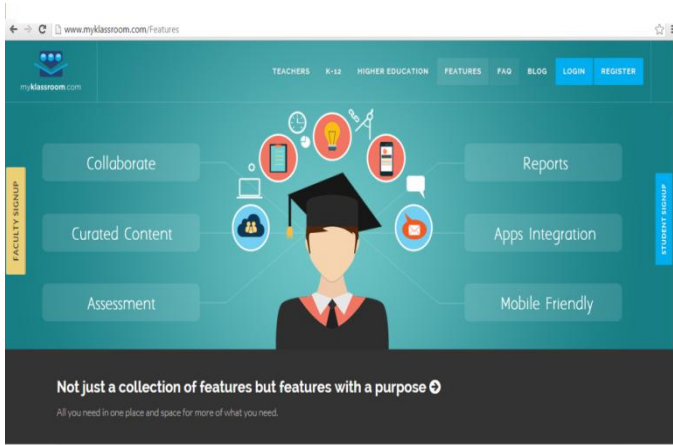 www.myklassroom.com/Features
myklassroom.com
TEACHERS K-12 HIGHER EDUCATION FEATURES FAQ BLOG LOGIN REGISTER
FACULTY SIGNUP
Collaborate
Curated Content
Assessment
Reports
Apps Integration
Mobile Friendly
STUDENT SIGNUP
Not just a collection of features but features with a purpose
All you need in one place and space for more of what you need.